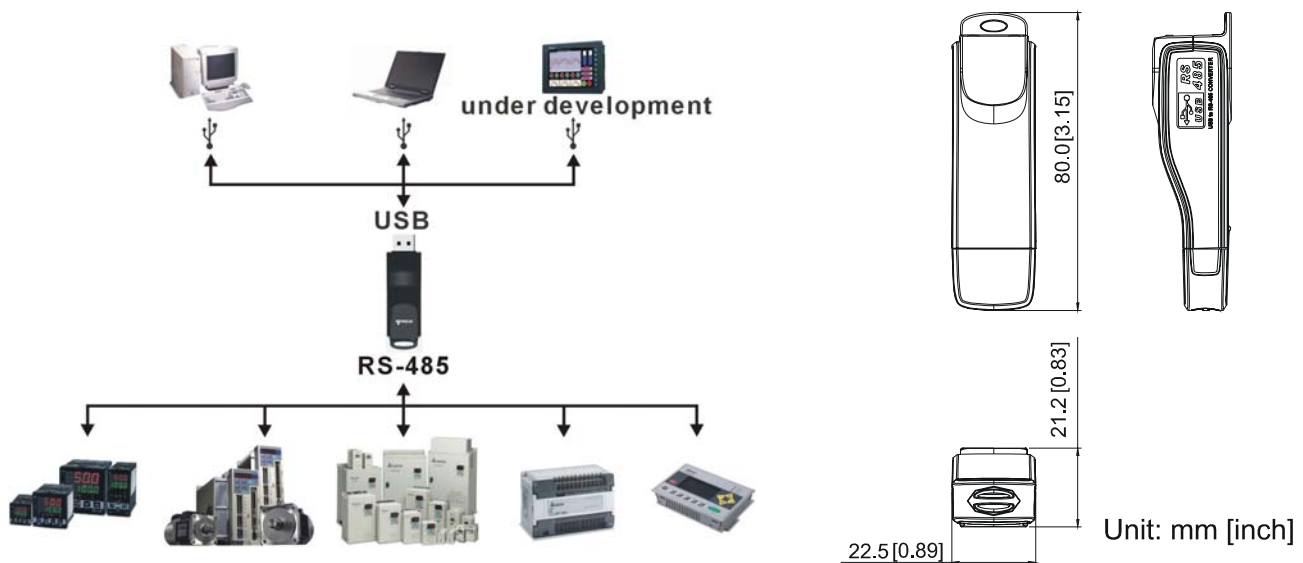 under development
USB
RS-485
80.0[3.15]
RS
485
USB
USB to RS-485 CONVERTER
21.2 [0.83]
22.5 [0.89]
Unit: mm [inch]